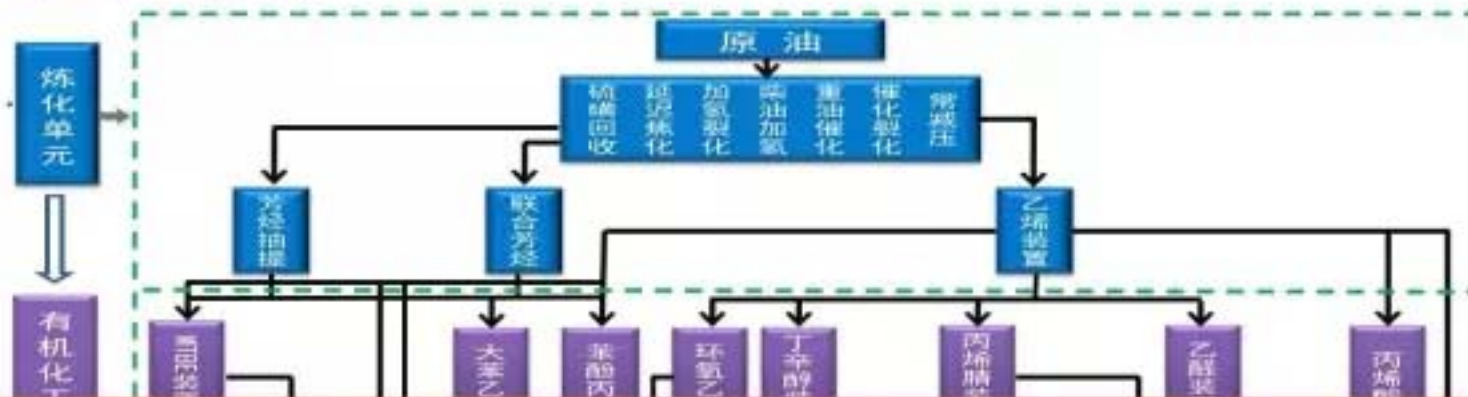 原 油
炼化单元
硫磺回收
延迟焦化
加氢裂化
柴油加氢
重油催化
催化裂化
常减压
芳烃抽提
联合芳烃
乙烯装置
有机化工
大苯乙
苯酚丙
环氧乙
丁辛醇装
丙烯腈装
乙醛装
丙烯酸